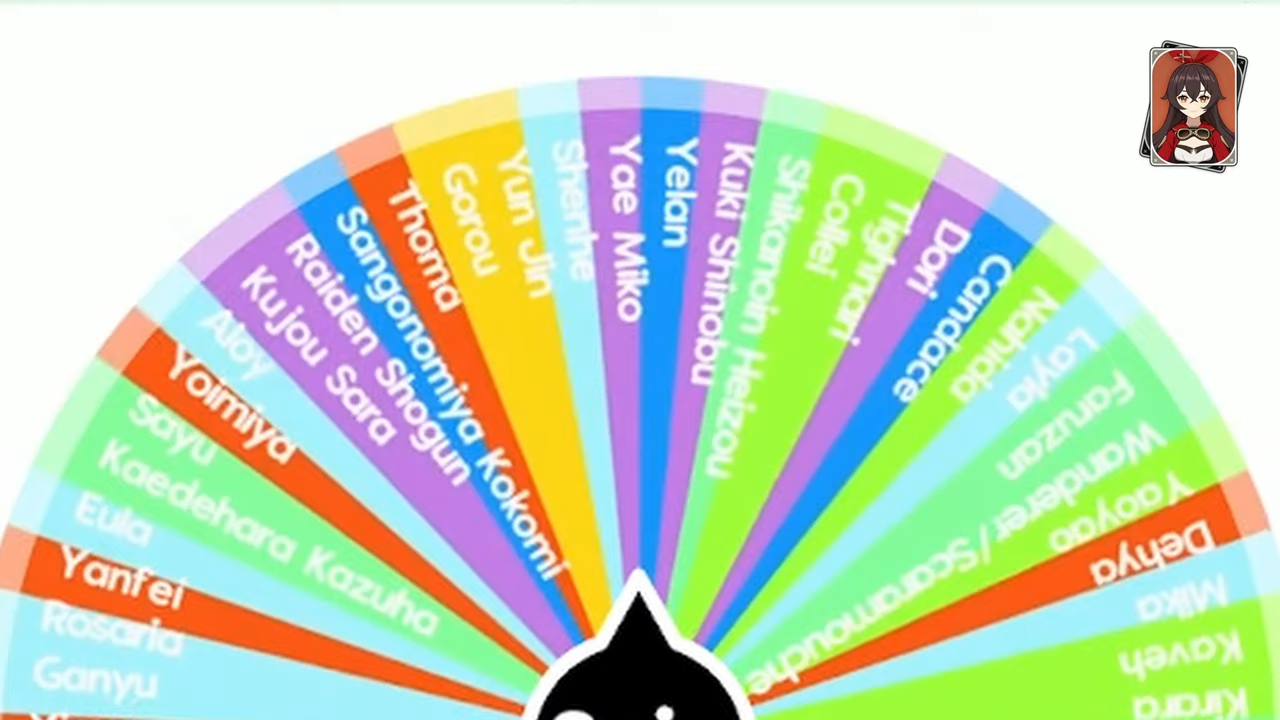 Ganyu
Rosaria
Yanfei
Eula
Kaedehara Kazuha
Sayu
Yoimiya
Aloy
Kujou Sara
Raiden Shogun
Sangonomiya Kokomi
Thoma
Gorou
Yun Jin
Shenhe
Yae Miko
Yelan
Kuki Shinobu
Shikanoin Heizou
Collei
Tighnari
Dori
Candace
Nahida
Layla
Faruzan
Wanderer/Scaramouche
Yaoyao
Dehya
Mika
Kaveh
Kirara